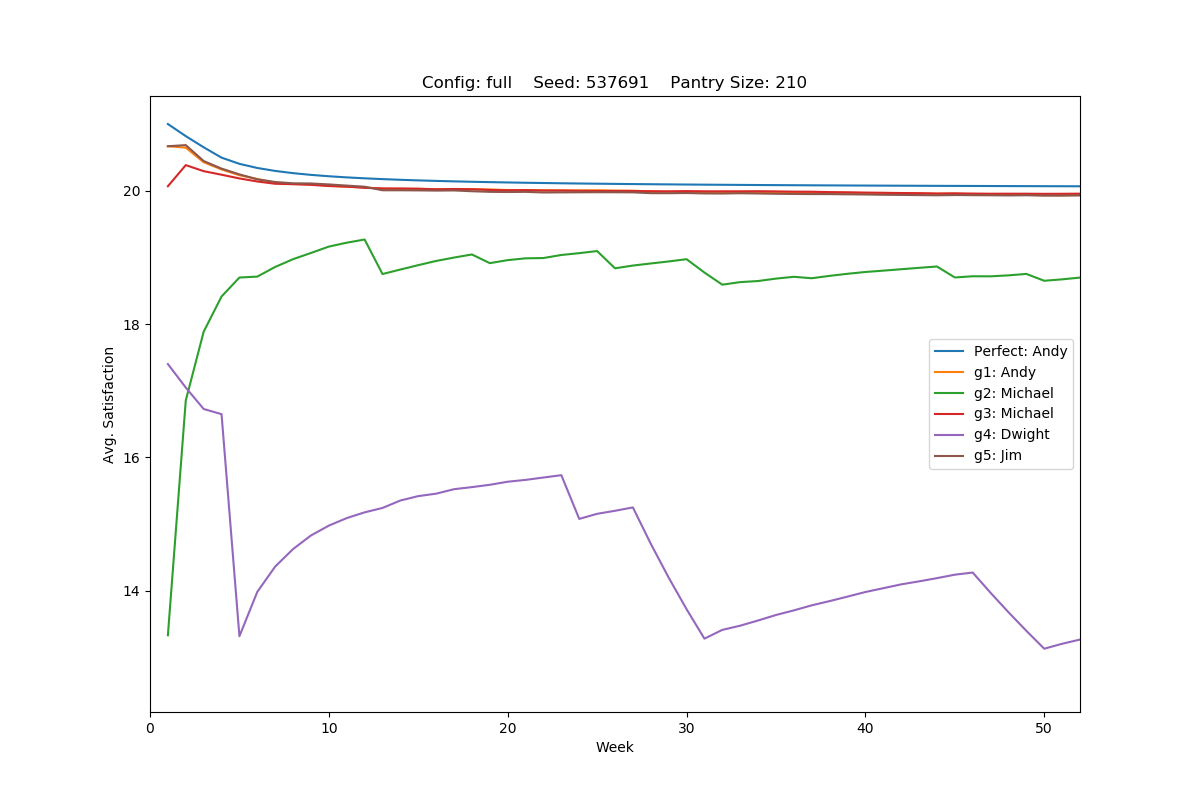 Config: full    Seed: 537691    Pantry Size: 210
20
18
16
14
Avg. Satisfaction
Perfect: Andy
g1: Andy
g2: Michael
g3: Michael
g4: Dwight
g5: Jim
0 10 20 30 40 50
Week